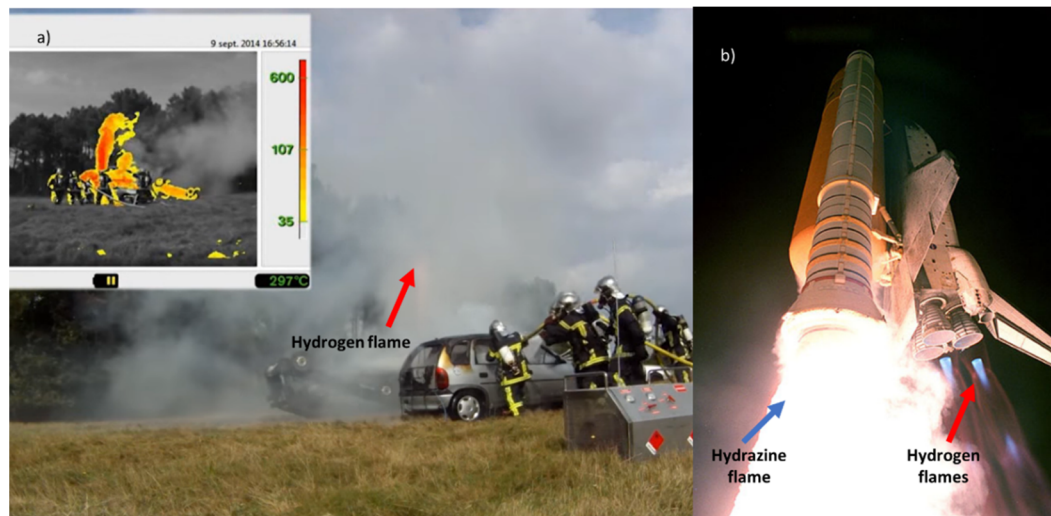 a)
9 sept. 2014 16:56:14
600
107
35
297°C
Hydrogen flame
b)
Hydrazine
flame
Hydrogen
flames